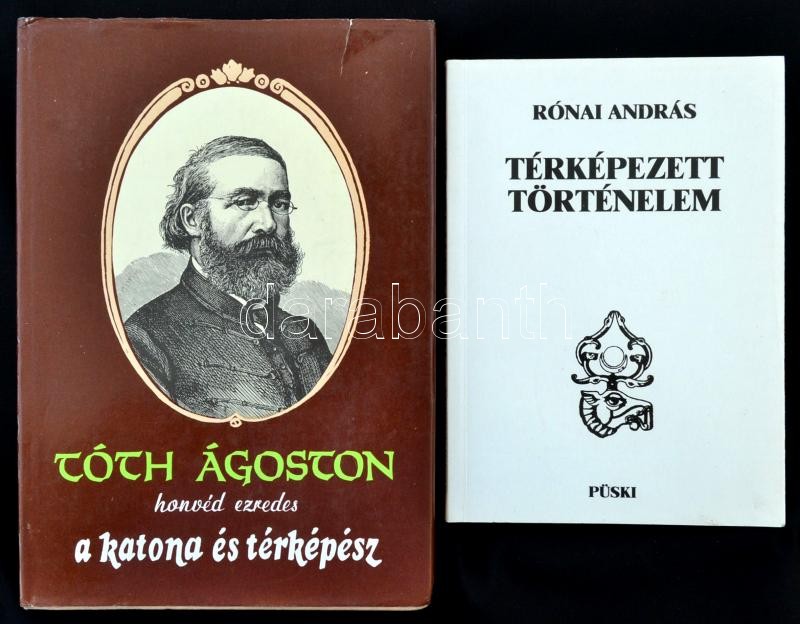 TÓTH ÁGOSTON
honvéd ezredes
a katona és térképész
RÓNAI ANDRÁS
TÉRKÉPEZETT
TÖRTÉNELEM
PÜSKI
darabanth